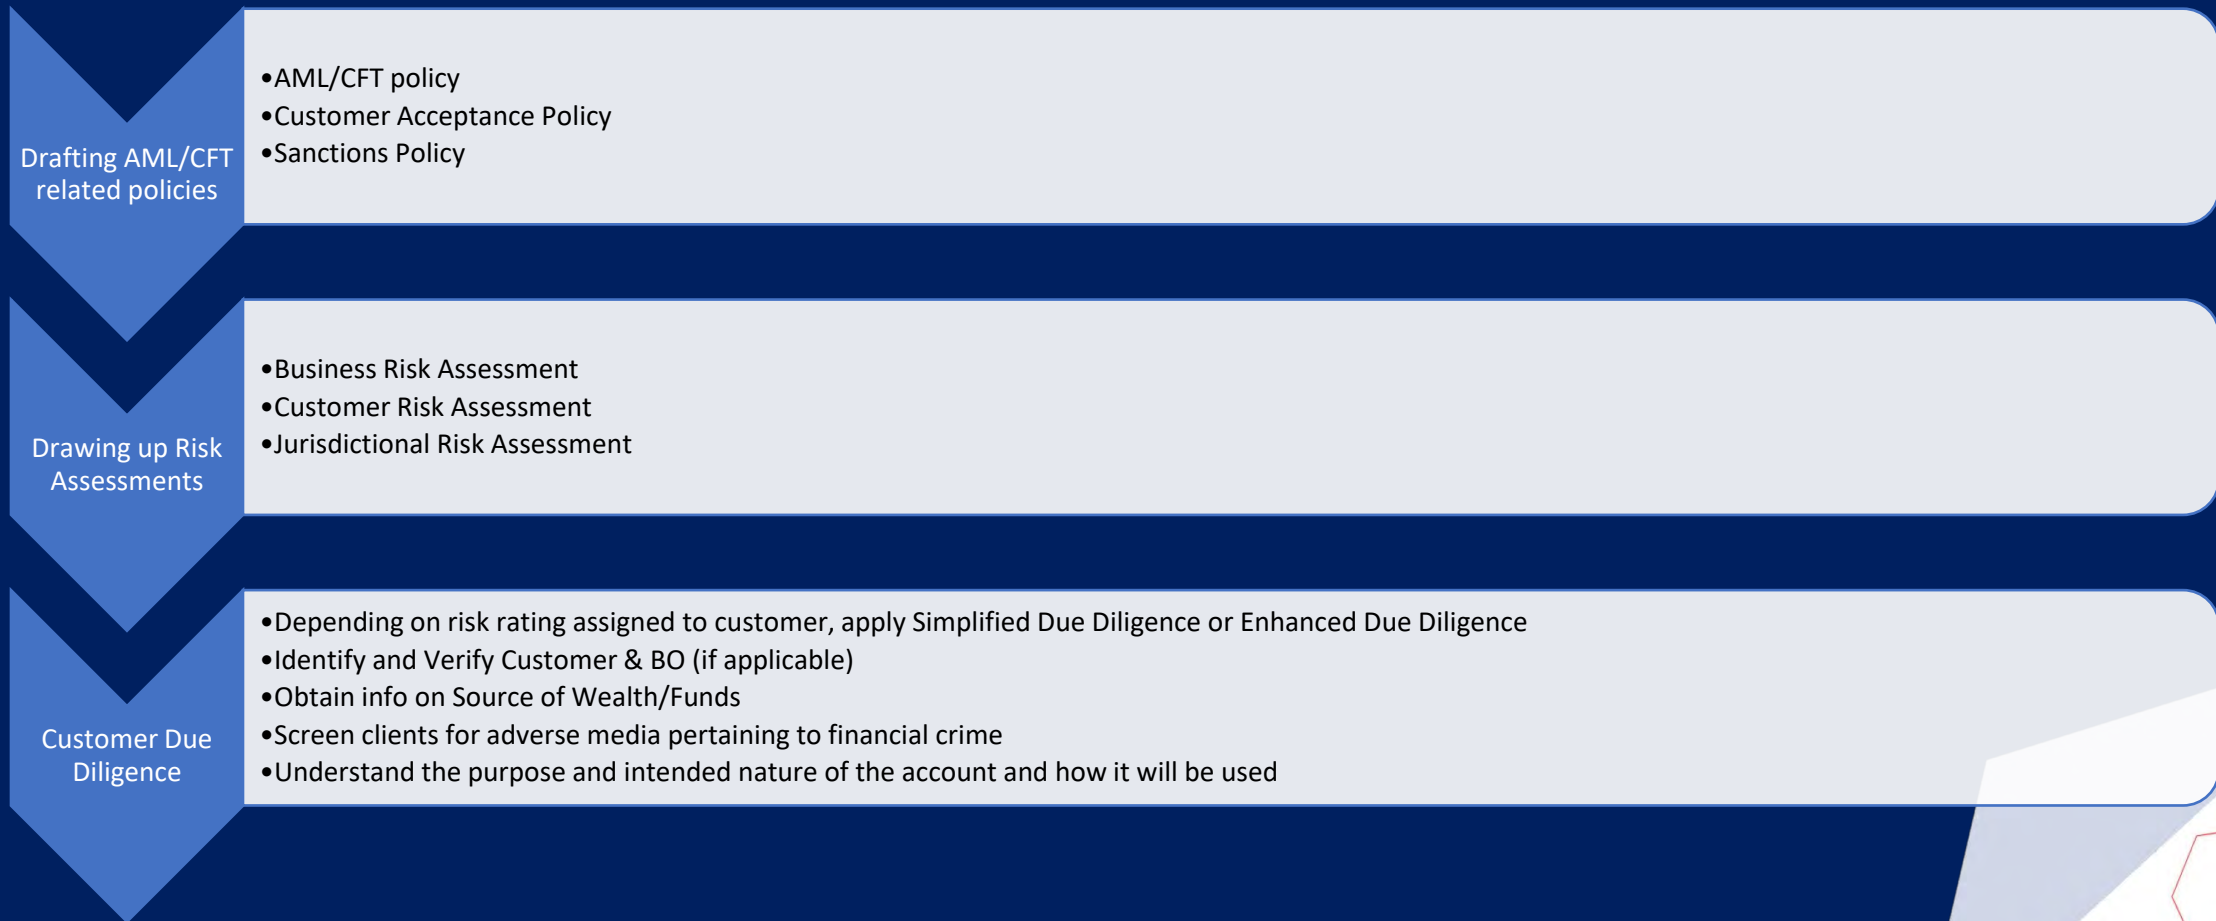 Drafting AML/CFT
related policies
•AML/CFT policy
•Customer Acceptance Policy
•Sanctions Policy
Drawing up Risk
Assessments
•Business Risk Assessment
•Customer Risk Assessment
•Jurisdictional Risk Assessment
Customer Due
Diligence
•Depending on risk rating assigned to customer, apply Simplified Due Diligence or Enhanced Due Diligence
•Identify and Verify Customer & BO (if applicable)
•Obtain info on Source of Wealth/Funds
•Screen clients for adverse media pertaining to financial crime
•Understand the purpose and intended nature of the account and how it will be used